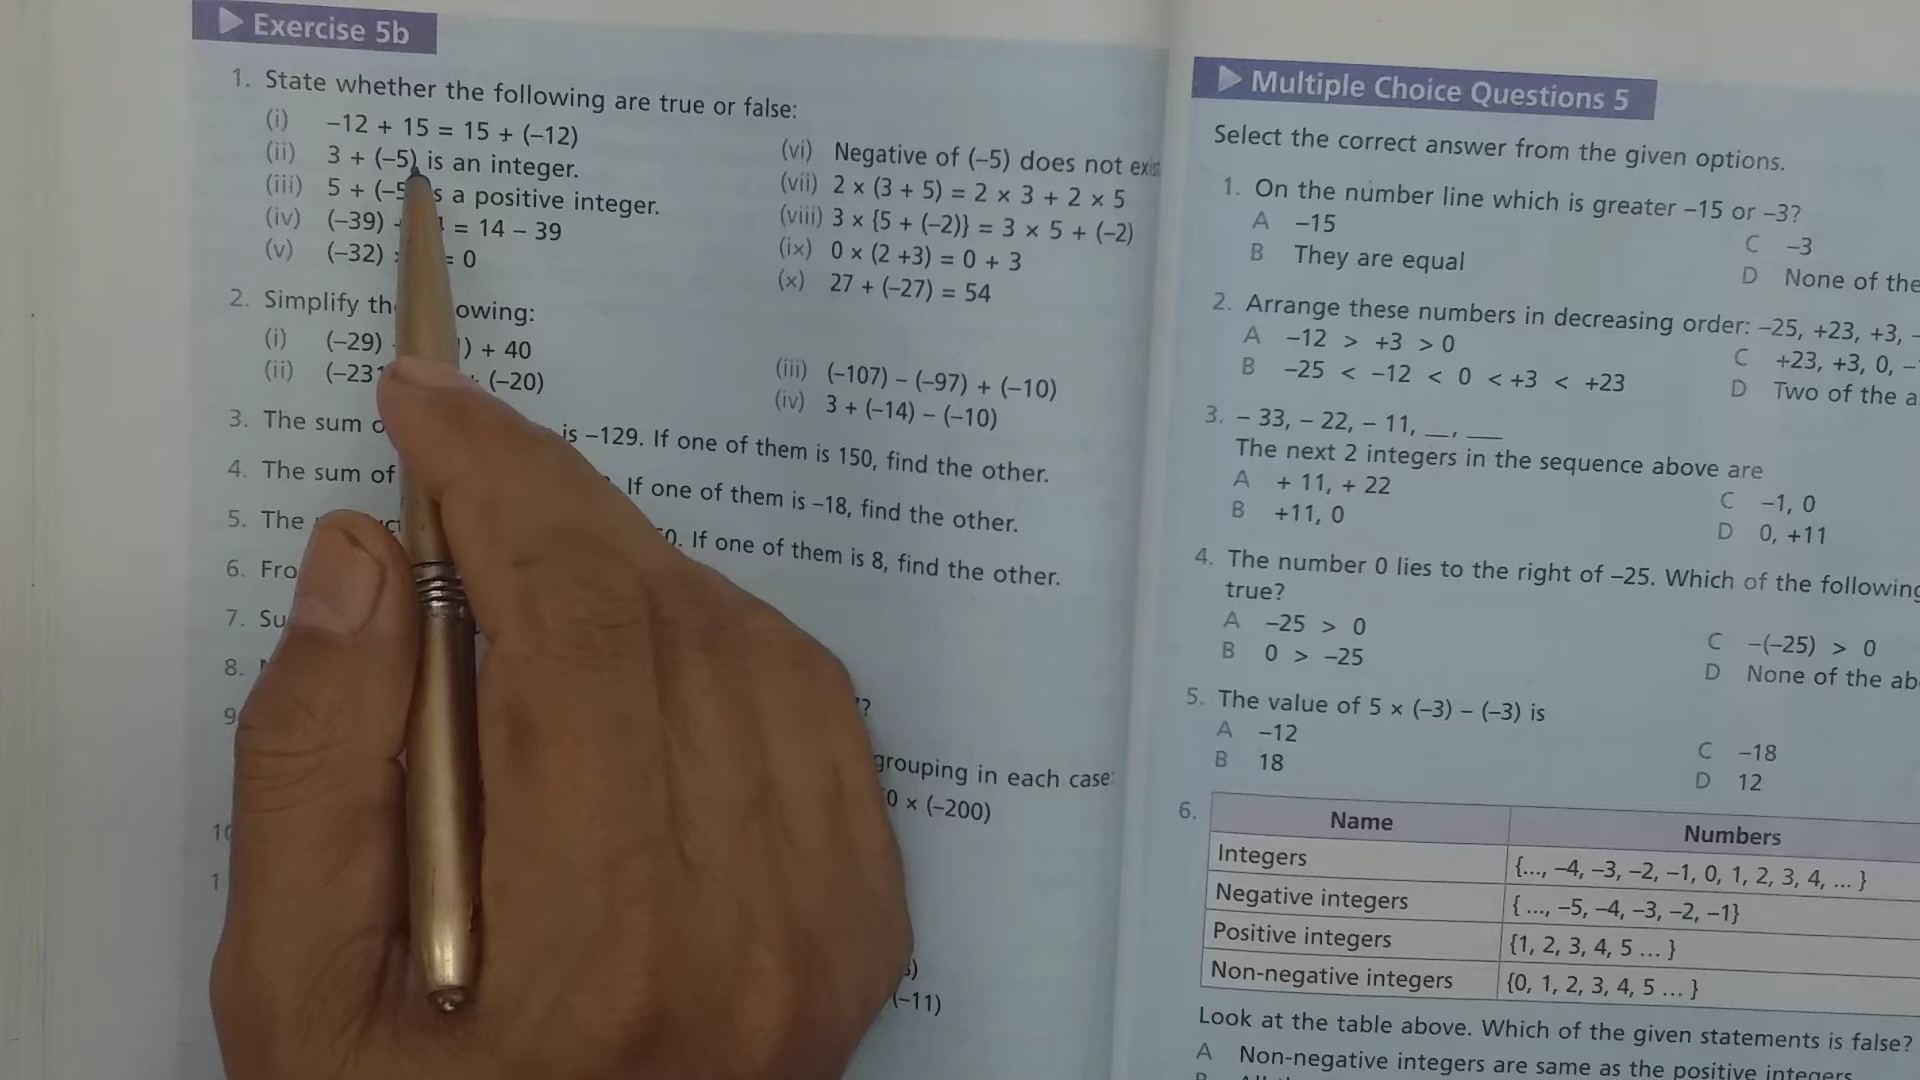 Exercise 5b
1. State whether the following are true or false:
(i) –12 + 15 = 15 + (–12)
(ii) 3 + (–5) is an integer.
(iii) 5 + (–5 is a positive integer.
(iv) (–39) = 14 – 39
(v) (–32) = 0
(vi) Negative of (–5) does not
(vii) 2 × (3 + 5) = 2 × 3 + 2 × 5
(viii) 3 × {5 + (–2)} = 3 × 5 + (–2)
(ix) 0 × (2 +3) = 0 + 3
(x) 27 + (–27) = 54
2. Simplify owing:
(i) (–29) ) + 40
(ii) (–23 (–20)
(iii) (–107) – (–97) + (–10)
(iv) 3 + (–14) – (–10)
3. The sum is –129. If one of them is 150, find the other.
4. The sum of If one of them is –18, find the other.
5. The 0. If one of them is 8, find the other.
6. Fro
7. Su
8.
9
?
grouping in each case:
0 × (–200)
10
1
(–11)
Multiple Choice Questions 5
Select the correct answer from the given options.
1. On the number line which is greater –15 or –3?
A –15
C –3
B They are equal
D None of the
2. Arrange these numbers in decreasing order: –25, +23, +3,
A –12 > +3 > 0
C +23, +3, 0, –
B –25 < –12 < 0 < +3 < +23
D Two of the a
3. – 33, – 22, – 11, __, ___
The next 2 integers in the sequence above are
A + 11, + 22
C –1, 0
B +11, 0
D 0, +11
4. The number 0 lies to the right of –25. Which of the following
true?
A –25 > 0
C –(–25) > 0
B 0 > –25
D None of the ab
5. The value of 5 × (–3) – (–3) is
A –12
C –18
B 18
D 12
6. Name Numbers
Integers {..., –4, –3, –2, –1, 0, 1, 2, 3, 4, ... }
Negative integers { ..., –5, –4, –3, –2, –1}
Positive integers {1, 2, 3, 4, 5 ... }
Non-negative integers {0, 1, 2, 3, 4, 5 ... }
Look at the table above. Which of the given statements is false?
A Non-negative integers are same as the positive integers